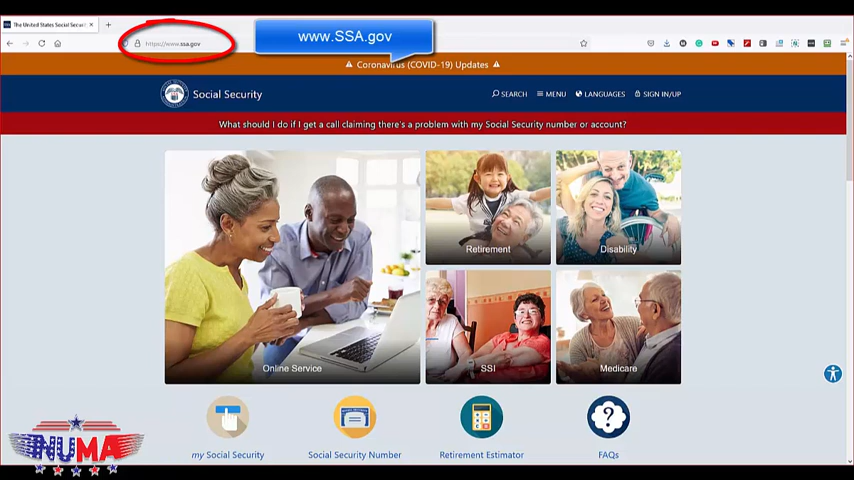 The United States Social Securit
https://www.ssa.gov
www.SSA.gov
Coronavirus (COVID-19) Updates
Social Security
SEARCH
MENU
LANGUAGES
SIGN IN/UP
What should I do if I get a call claiming there's a problem with my Social Security number or account?
Retirement
Disability
Online Service
SSI
Medicare
my Social Security
Social Security Number
Retirement Estimator
FAQs
NUMA